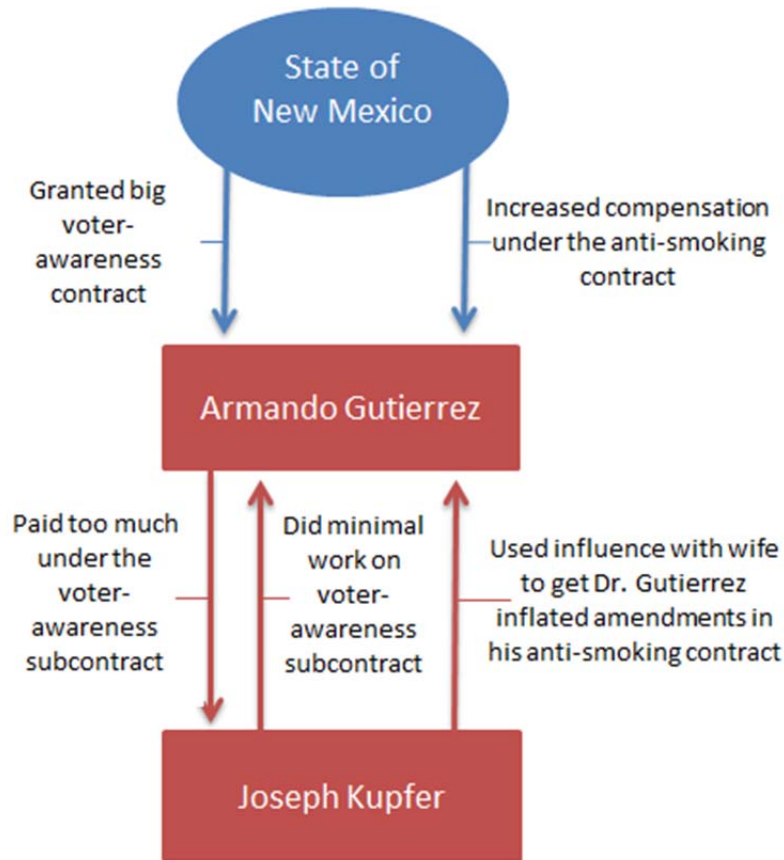 State of
New Mexico
Granted big
voter-
awareness
contract
Increased compensation
under the anti-smoking
contract
Armando Gutierrez
Paid too much
under the
voter-
awareness
subcontract
Did minimal
work on
voter-
awareness
subcontract
Used influence with wife
to get Dr. Gutierrez
inflated amendments in
his anti-smoking contract
Joseph Kupfer